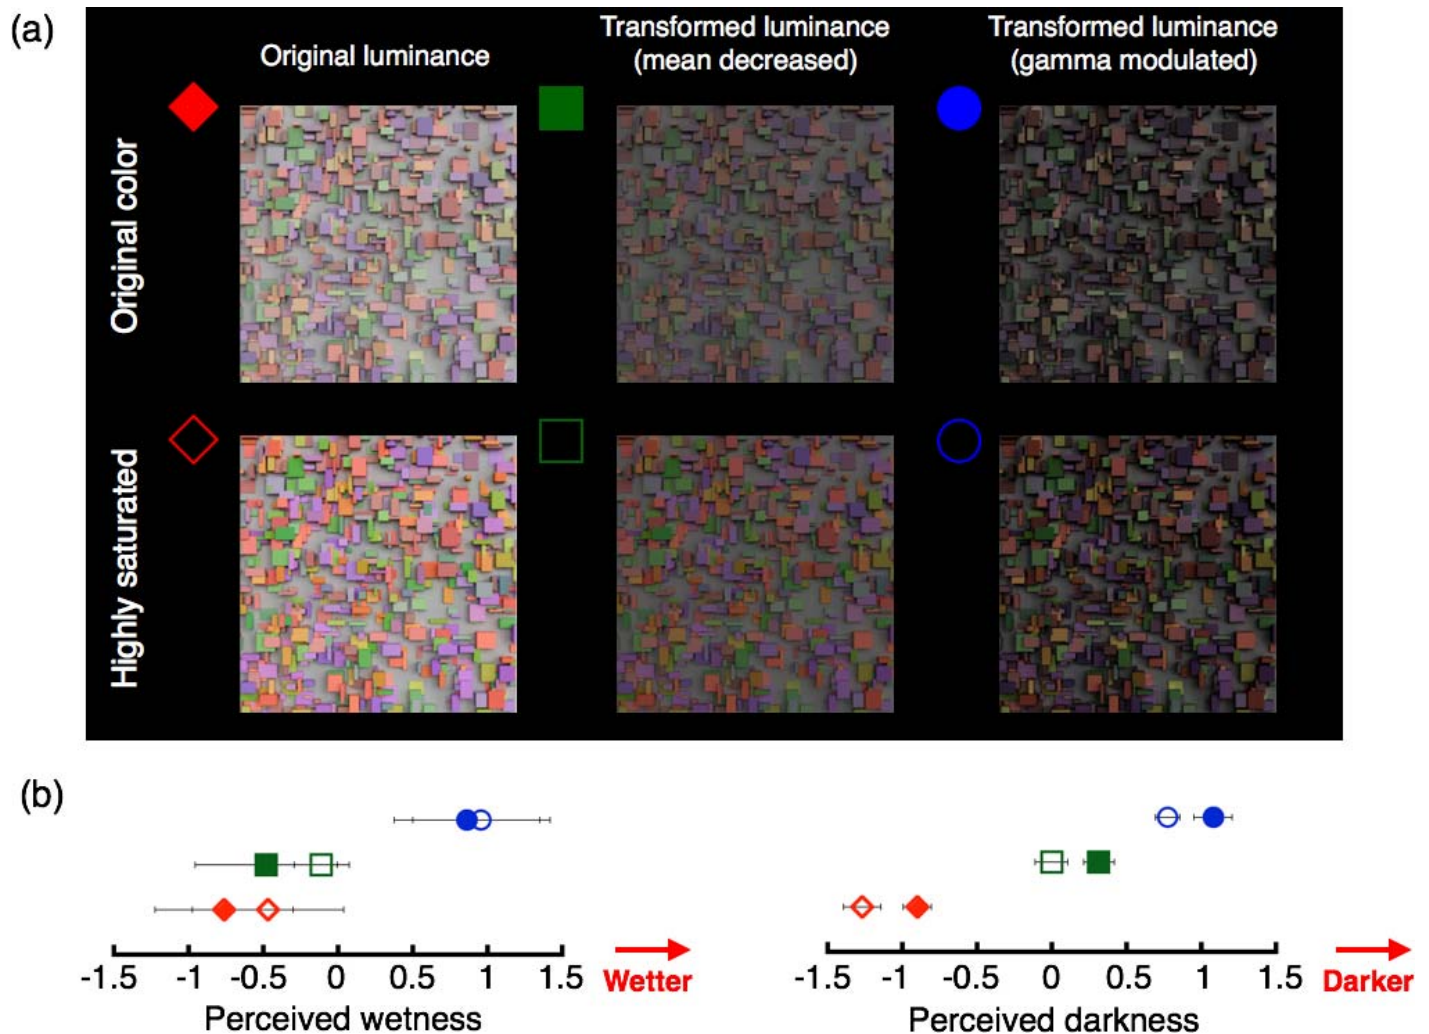 (a)
Original luminance
Transformed luminance
(mean decreased)
Transformed luminance
(gamma modulated)
Original color
Highly saturated
(b)
-1.5 -1 -0.5 0 0.5 1 1.5
Wetter
Perceived wetness
-1.5 -1 -0.5 0 0.5 1 1.5
Darker
Perceived darkness